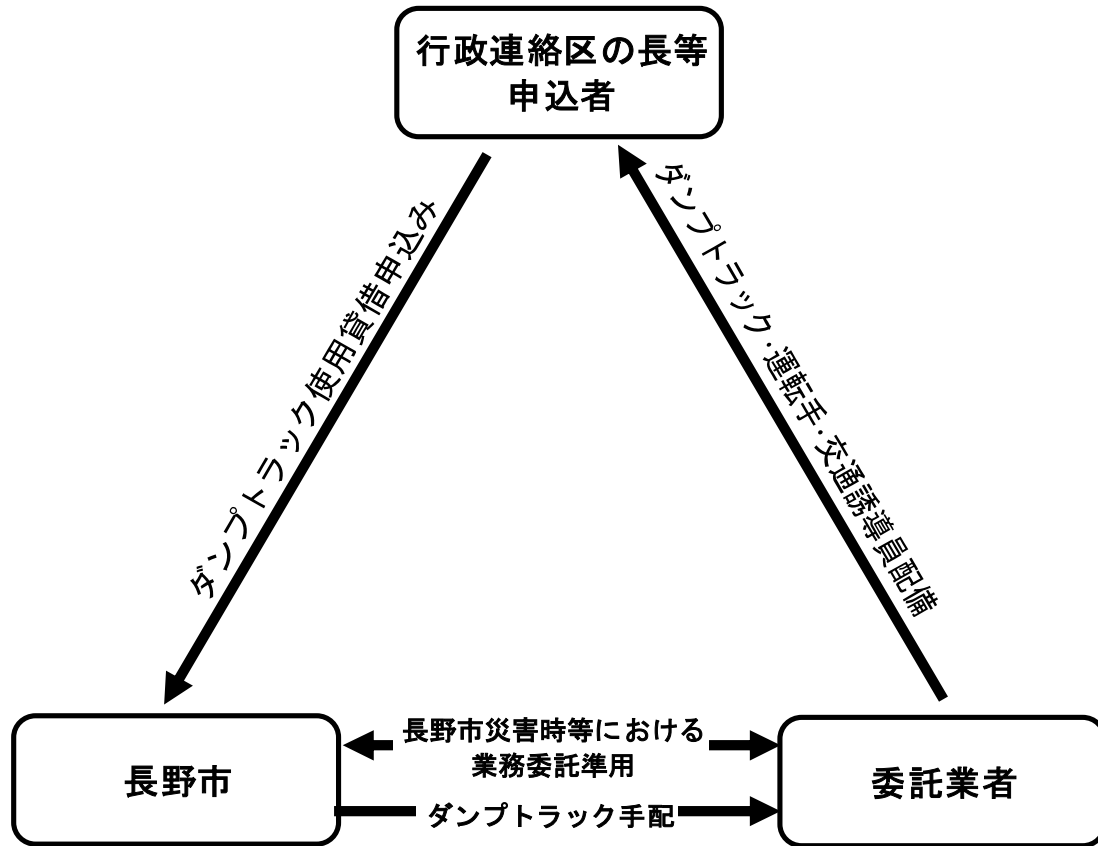 行政連絡区の長等
申込者
ダンプトラック使用貸借申込み
ダンプトラック・運転手・交通誘導員配備
長野市
長野市災害時等における
業務委託準用
ダンプトラック手配
委託業者